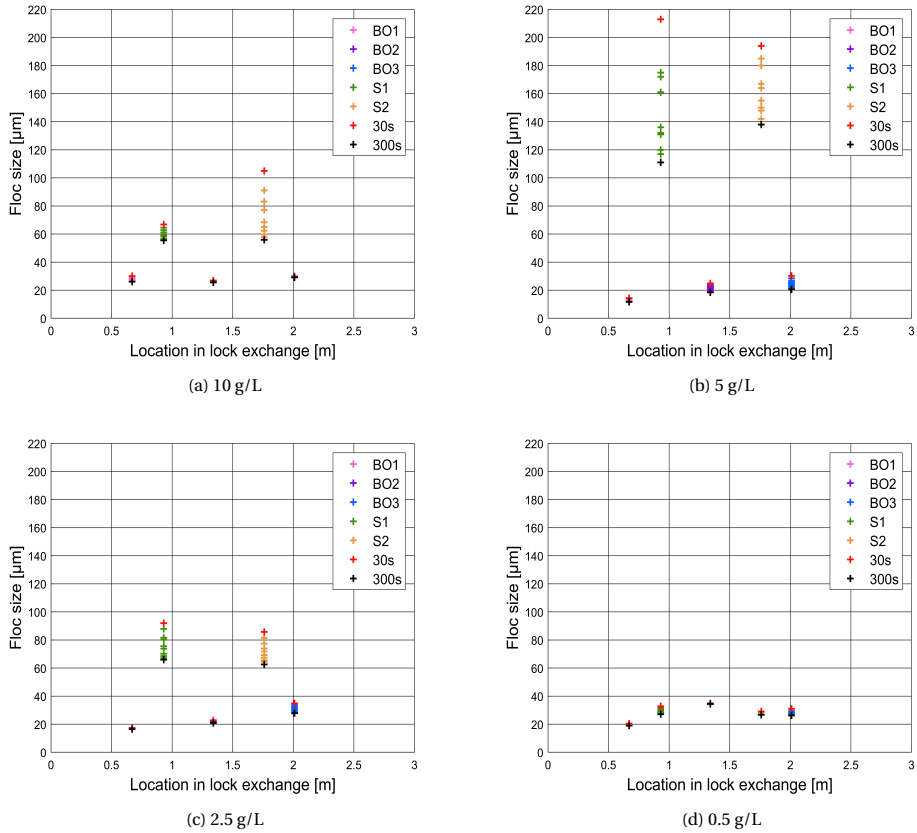 220
200
180
160
140
120
100
80
60
40
20
0
Floc size [µm]
BO1
BO2
BO3
S1
S2
30s
300s
0 0.5 1 1.5 2 2.5 3
Location in lock exchange [m]
(a) 10 g/L
220
200
180
160
140
120
100
80
60
40
20
0
Floc size [µm]
BO1
BO2
BO3
S1
S2
30s
300s
0 0.5 1 1.5 2 2.5 3
Location in lock exchange [m]
(b) 5 g/L
220
200
180
160
140
120
100
80
60
40
20
0
Floc size [µm]
BO1
BO2
BO3
S1
S2
30s
300s
0 0.5 1 1.5 2 2.5 3
Location in lock exchange [m]
(c) 2.5 g/L
220
200
180
160
140
120
100
80
60
40
20
0
Floc size [µm]
BO1
BO2
BO3
S1
S2
30s
300s
0 0.5 1 1.5 2 2.5 3
Location in lock exchange [m]
(d) 0.5 g/L